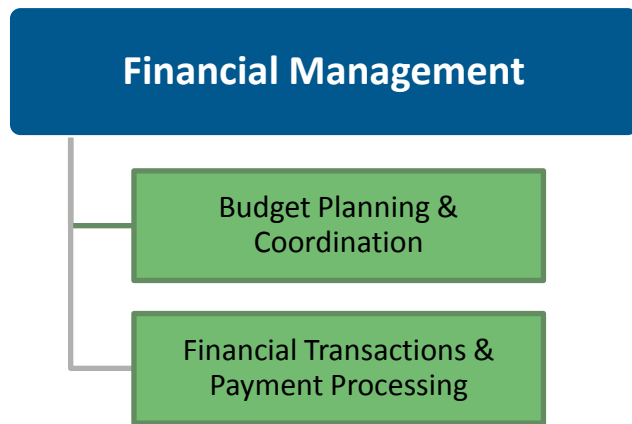 Financial Management
Budget Planning &
Coordination
Financial Transactions &
Payment Processing